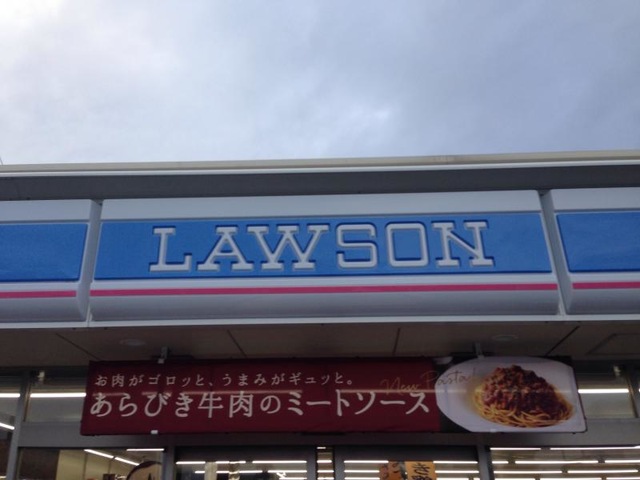 LAWSON
お肉がゴロッと、うまみがギュッと。
あらびき牛肉のミートソース
New Pasta